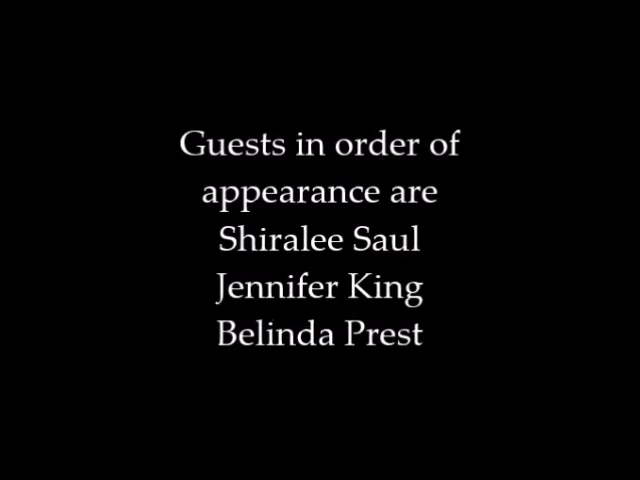 Guests in order of
appearance are
Shiralee Saul
Jennifer King
Belinda Prest